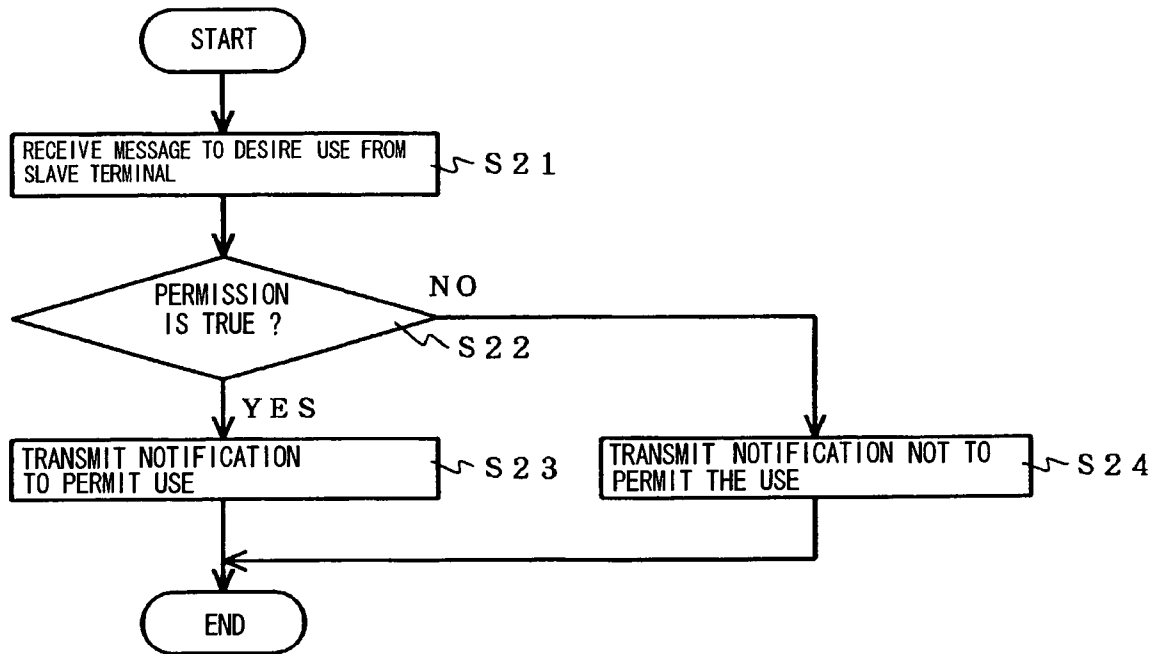 START
RECEIVE MESSAGE TO DESIRE USE FROM
SLAVE TERMINAL
S21
PERMISSION
IS TRUE ?
NO
S22
YES
TRANSMIT NOTIFICATION
TO PERMIT USE
S23
TRANSMIT NOTIFICATION NOT TO
PERMIT THE USE
S24
END